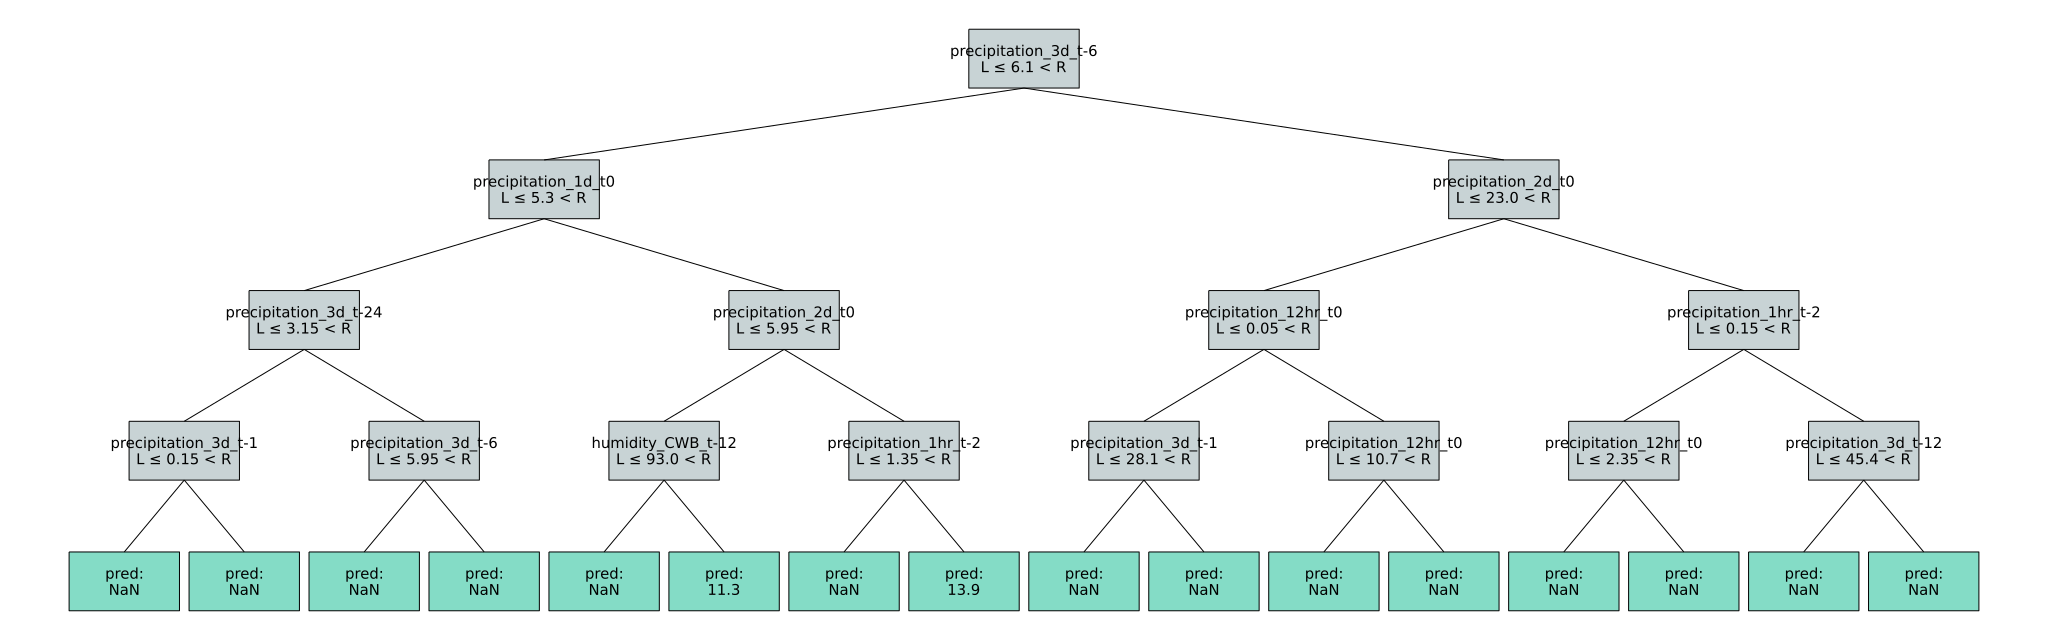 precipitation_3d_t-6
L ≤ 6.1 < R
precipitation_1d_t0
L ≤ 5.3 < R
precipitation_2d_t0
L ≤ 23.0 < R
precipitation_3d_t-24
L ≤ 3.15 < R
precipitation_2d_t0
L ≤ 5.95 < R
precipitation_12hr_t0
L ≤ 0.05 < R
precipitation_1hr_t-2
L ≤ 0.15 < R
precipitation_3d_t-1
L ≤ 0.15 < R
precipitation_3d_t-6
L ≤ 5.95 < R
humidity_CWB_t-12
L ≤ 93.0 < R
precipitation_1hr_t-2
L ≤ 1.35 < R
precipitation_3d_t-1
L ≤ 28.1 < R
precipitation_12hr_t0
L ≤ 10.7 < R
precipitation_12hr_t0
L ≤ 2.35 < R
precipitation_3d_t-12
L ≤ 45.4 < R
pred:
NaN
pred:
NaN
pred:
NaN
pred:
NaN
pred:
NaN
pred:
11.3
pred:
NaN
pred:
13.9
pred:
NaN
pred:
NaN
pred:
NaN
pred:
NaN
pred:
NaN
pred:
NaN
pred:
NaN
pred:
NaN